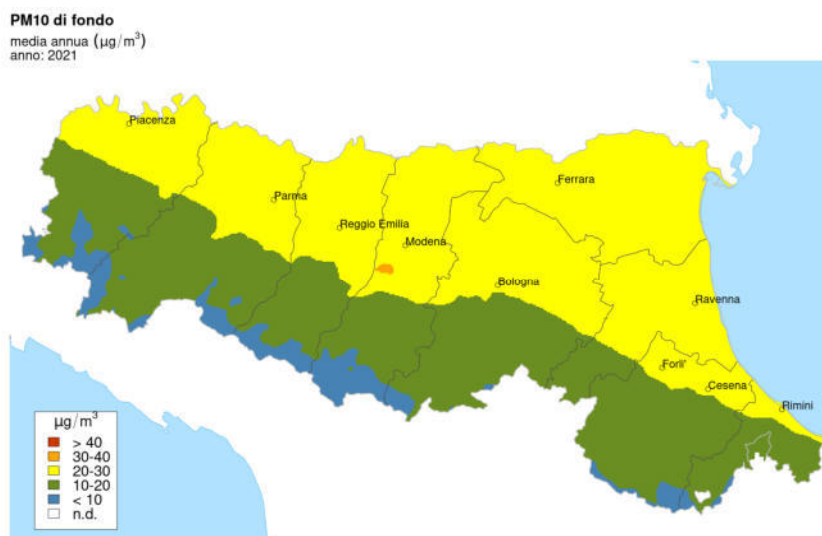 PM10 di fondo
media annua (μg/m³)
anno: 2021
Piacenza
Parma
Ferrara
Reggio Emilia
Modena
Bologna
Ravenna
Forli'
Cesena
Rimini
μg/m³
> 40
30-40
20-30
10-20
< 10
n.d.